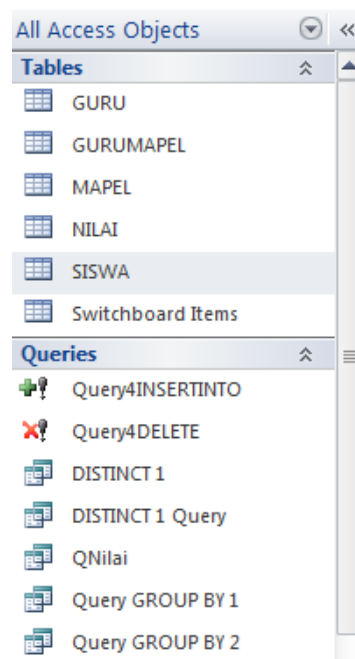 All Access Objects
Tables
GURU
GURUMAPEL
MAPEL
NILAI
SISWA
Switchboard Items
Queries
Query4INSERTINTO
Query4DELETE
DISTINCT 1
DISTINCT 1 Query
QNilai
Query GROUP BY 1
Query GROUP BY 2